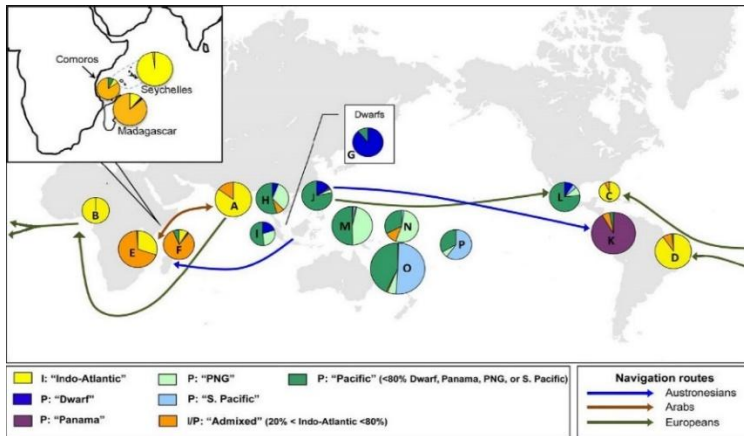 Comoros
Seychelles
Madagascar
Dwarfs
G
A
B
C
D
E
F
H
I
J
K
L
M
N
O
P
I: “Indo-Atlantic”
P: “PNG”
P: “Pacific” (<80% Dwarf, Panama, PNG, or S. Pacific)
P: “Dwarf”
P: “S. Pacific”
P: “Panama”
I/P: “Admixed” (20% < Indo-Atlantic <80%)
Navigation routes
Austronesians
Arabs
Europeans